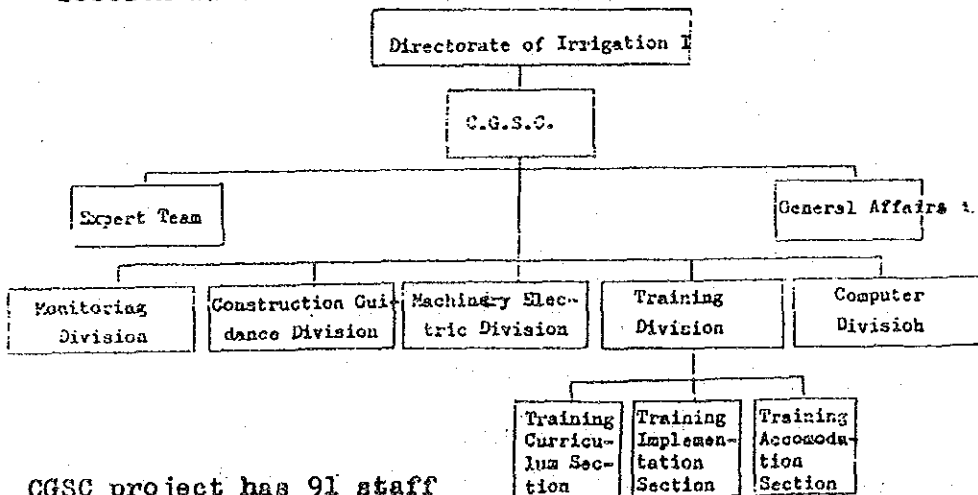 Directorate of Irrigation I
C.G.S.C.
Expert Team
General Affairs
Monitoring
Division
Construction Gui-
dance Division
Machinery Elec-
tric Division
Training
Division
Computer
Division
Training
Curricu-
lum Sec-
tion
Training
Implemen-
tation
Section
Training
Accomoda-
tion
Section
CGSC project has 91 staff